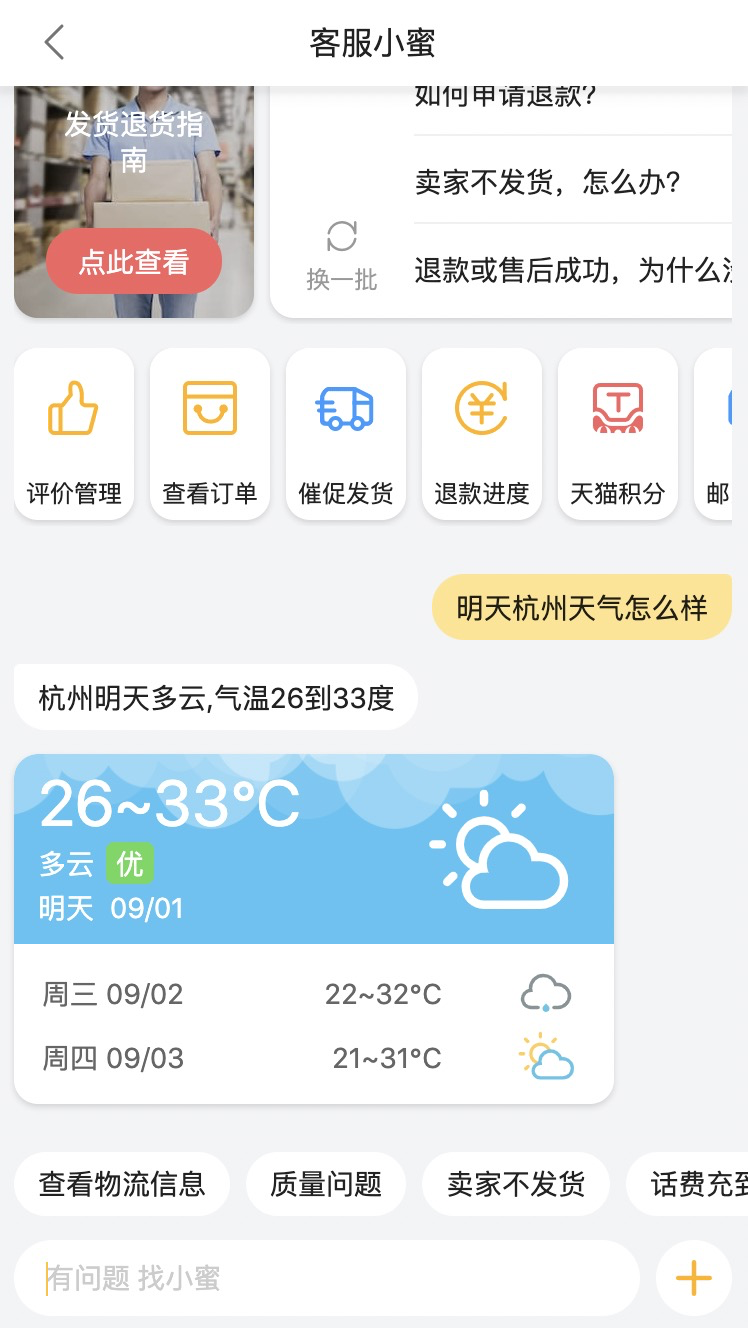 客服小蜜
发货退货指
南
点此查看
如何申请退款?
卖家不发货，怎么办?
退款或售后成功，为什么
换一批
评价管理
查看订单
催促发货
退款进度
天猫积分
邮
明天杭州天气怎么样
杭州明天多云,气温26到33度
26~33°C
多云 优
明天 09/01
周三 09/02 22~32°C
周四 09/03 21~31°C
查看物流信息
质量问题
卖家不发货
话费充
有问题 找小蜜